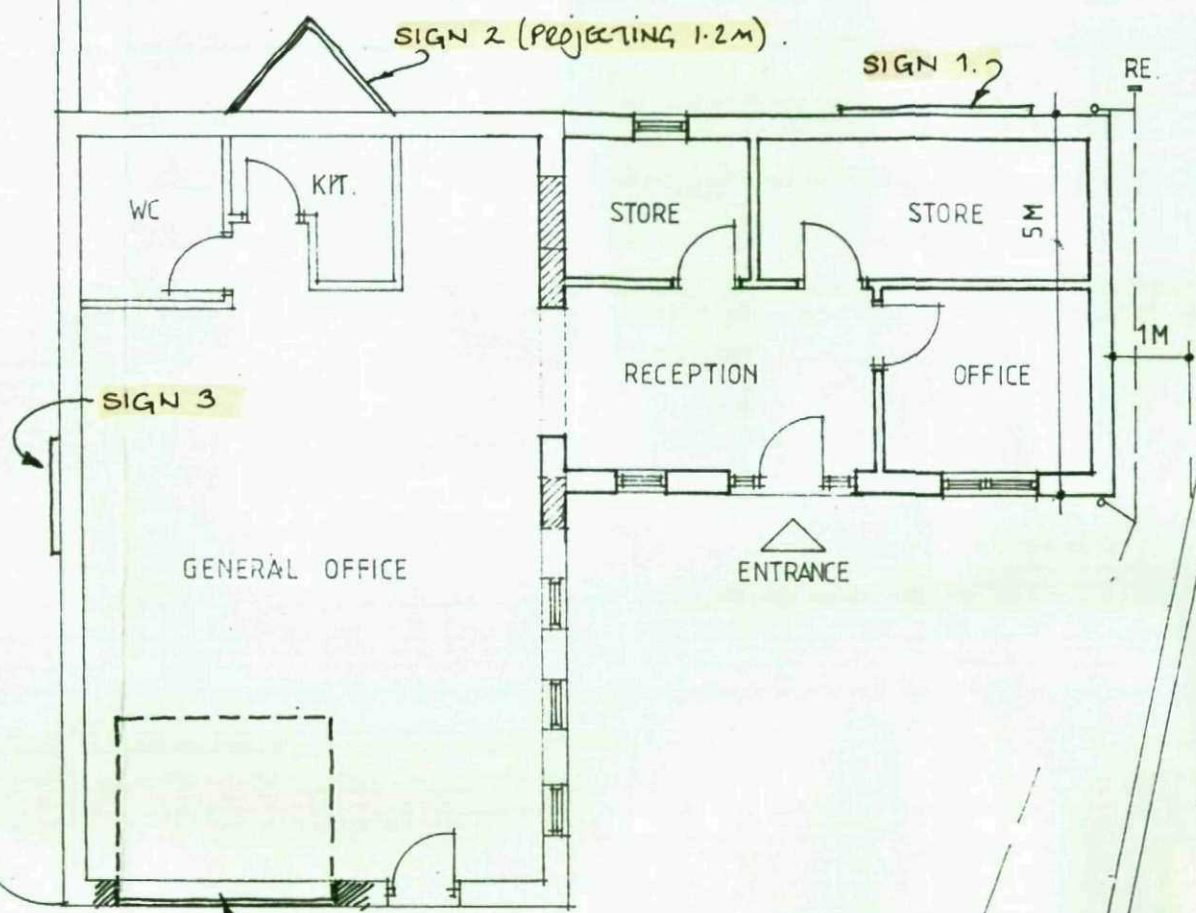 SIGN 2 (PROJECTING 1.2M).
SIGN 1.
RE.
WC
KIT.
STORE
STORE
5M
1M
RECEPTION
OFFICE
SIGN 3
GENERAL OFFICE
ENTRANCE